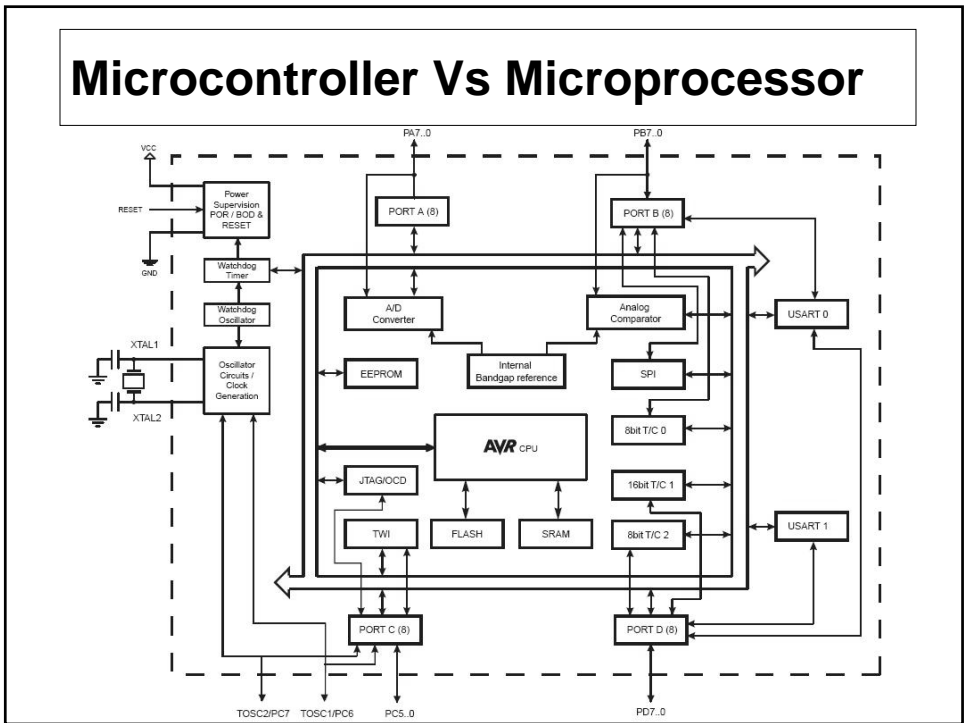 Microcontroller Vs Microprocessor
PA7..0
PB7..0
VCC
RESET
GND
Power
Supervision
POR / BOD &
RESET
PORT A (8)
PORT B (8)
Watchdog
Timer
Watchdog
Oscillator
A/D
Converter
Analog
Comparator
USART 0
XTAL1
XTAL2
Oscillator
Circuits /
Clock
Generation
EEPROM
Internal
Bandgap reference
SPI
8bit T/C 0
AVR CPU
JTAG/OCD
16bit T/C 1
TWI
FLASH
SRAM
8bit T/C 2
USART 1
PORT C (8)
PORT D (8)
TOSC2/PC7
TOSC1/PC6
PC5..0
PD7..0